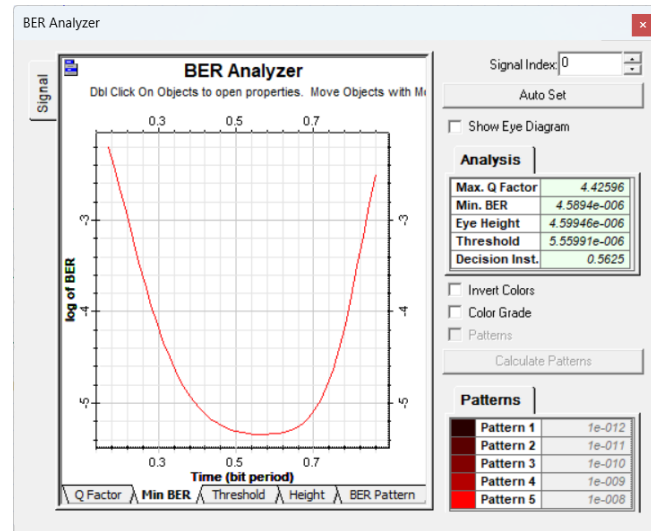 BER Analyzer
×
Signal
BER Analyzer
Dbl Click On Objects to open properties. Move Objects with Mo
0.3 0.5 0.7
log of BER
-3 -3
-4 -4
-5 -5
0.3 0.5 0.7
Time (bit period)
Q Factor Min BER Threshold Height BER Pattern
Signal Index: 0
Auto Set
Show Eye Diagram
Analysis
Max. Q Factor 4.42596
Min. BER 4.5894e-006
Eye Height 4.59946e-006
Threshold 5.55991e-006
Decision Inst. 0.5625
Invert Colors
Color Grade
Patterns
Calculate Patterns
Patterns
Pattern 1 1e-012
Pattern 2 1e-011
Pattern 3 1e-010
Pattern 4 1e-009
Pattern 5 1e-008